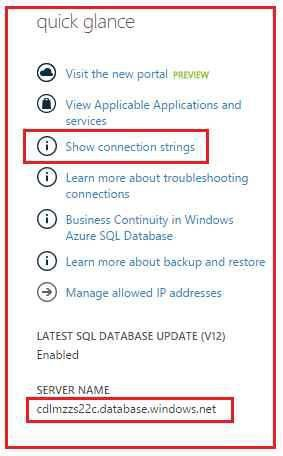 quick glance
Visit the new portal PREVIEW
View Applicable Applications and
services
Show connection strings
Learn more about troubleshooting
connections
Business Continuity in Windows
Azure SQL Database
Learn more about backup and restore
Manage allowed IP addresses
LATEST SQL DATABASE UPDATE (V12)
Enabled
SERVER NAME
cdlmzzs22c.database.windows.net